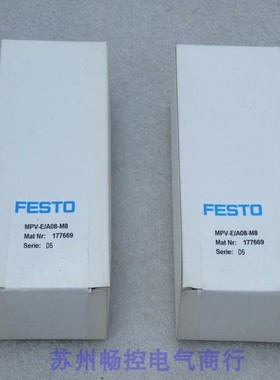 FESTO
MPV-E/A08-M8
Mat Nr: 177669
Serie: D5
FESTO
MPV-E/A08-M8
Mat Nr: 177669
Serie: D5
苏州畅控电气商行